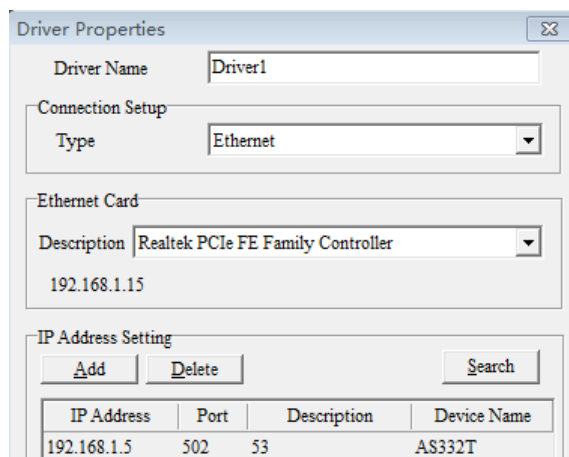 Driver Properties
Driver Name Driver1
Connection Setup
Type Ethernet
Ethernet Card
Description Realtek PCIe FE Family Controller
192.168.1.15
IP Address Setting
Add Delete Search
IP Address Port Description Device Name
192.168.1.5 502 53 AS332T